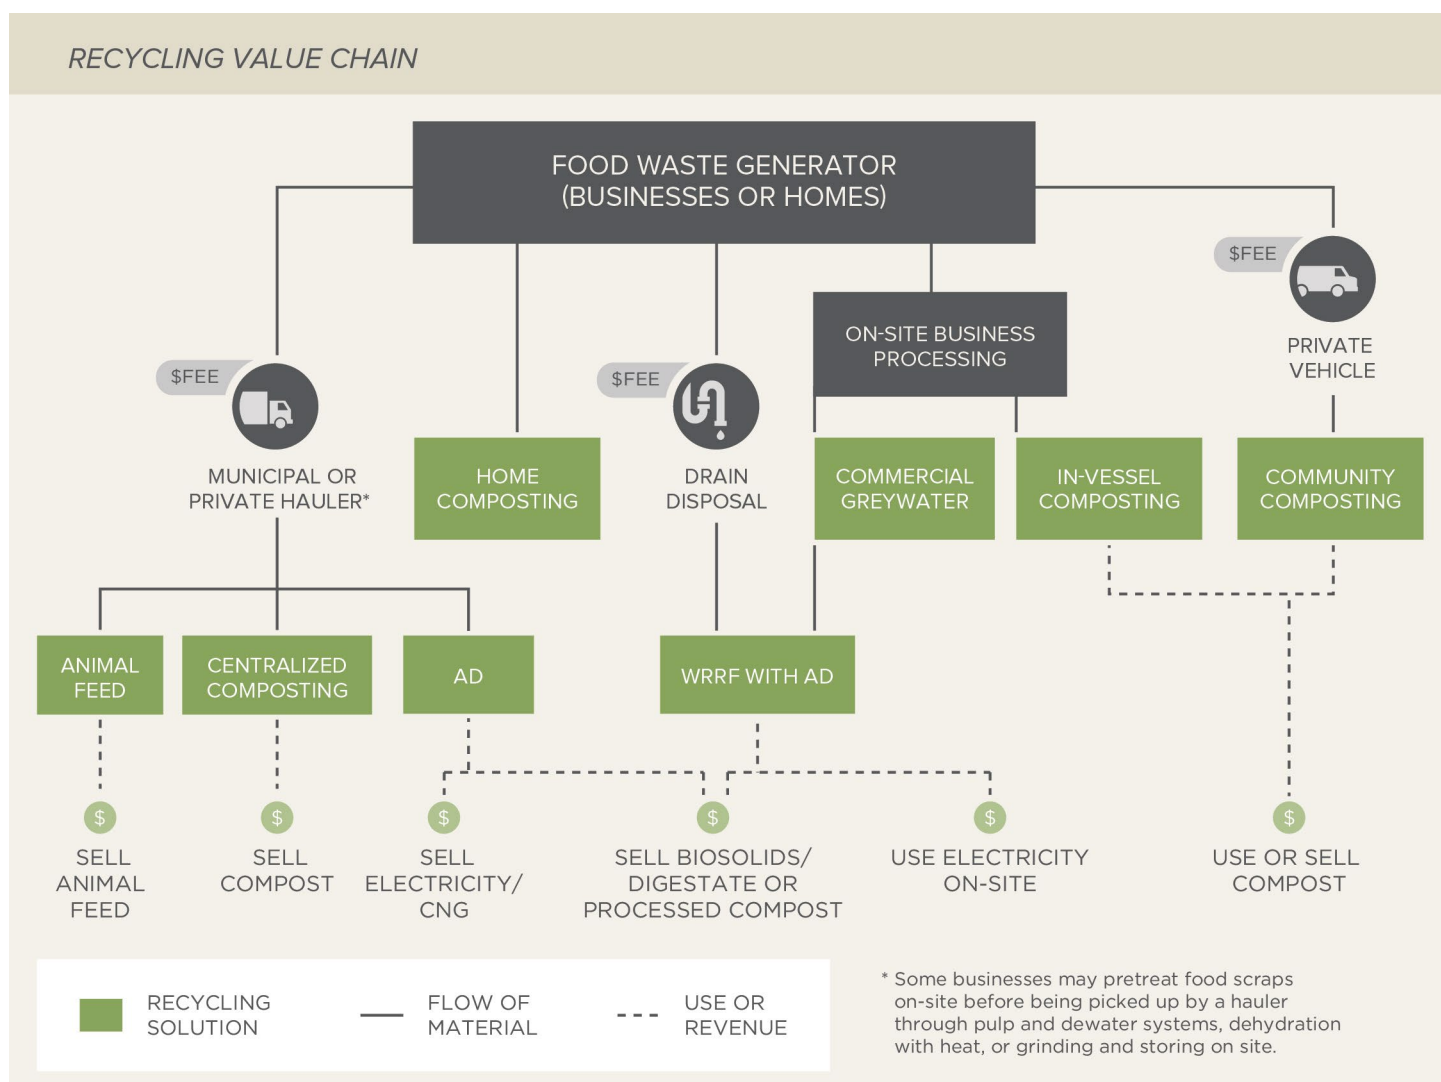 RECYCLING VALUE CHAIN
FOOD WASTE GENERATOR
(BUSINESSES OR HOMES)
$FEE
ON-SITE BUSINESS
PROCESSING
PRIVATE
VEHICLE
$FEE
$FEE
MUNICIPAL OR
PRIVATE HAULER*
HOME
COMPOSTING
DRAIN
DISPOSAL
COMMERCIAL
GREYWATER
IN-VESSEL
COMPOSTING
COMMUNITY
COMPOSTING
ANIMAL
FEED
CENTRALIZED
COMPOSTING
AD
WRRF WITH AD
$
$
$
$
$
$
SELL
ANIMAL
FEED
SELL
COMPOST
SELL
ELECTRICITY/
CNG
SELL BIOSOLIDS/
DIGESTATE OR
PROCESSED COMPOST
USE ELECTRICITY
ON-SITE
USE OR SELL
COMPOST
RECYCLING
SOLUTION
FLOW OF
MATERIAL
USE OR
REVENUE
* Some businesses may pretreat food scraps
on-site before being picked up by a hauler
through pulp and dewater systems, dehydration
with heat, or grinding and storing on site.